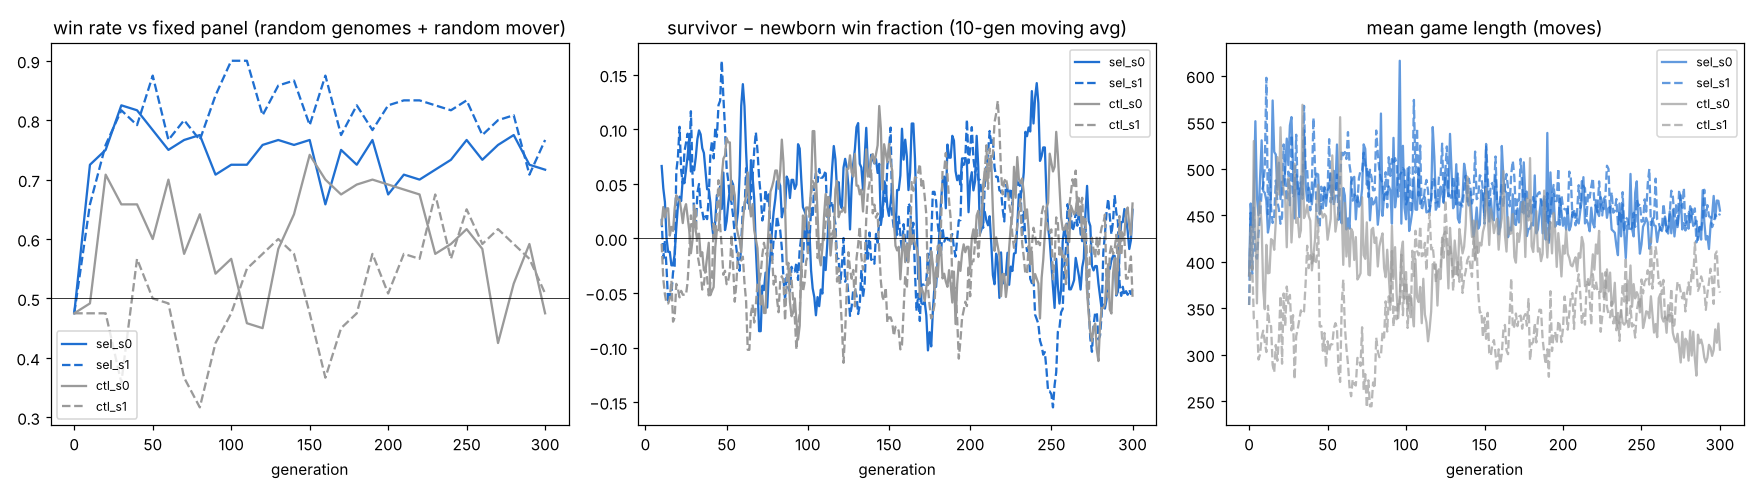 win rate vs fixed panel (random genomes + random mover)
0.9
0.8
0.7
0.6
0.5
0.4
0.3
sel_s0
sel_s1
ctl_s0
ctl_s1
0 50 100 150 200 250 300
generation
survivor − newborn win fraction (10-gen moving avg)
0.15
0.10
0.05
0.00
−0.05
−0.10
−0.15
sel_s0
sel_s1
ctl_s0
ctl_s1
0 50 100 150 200 250 300
generation
mean game length (moves)
600
550
500
450
400
350
300
250
sel_s0
sel_s1
ctl_s0
ctl_s1
0 50 100 150 200 250 300
generation